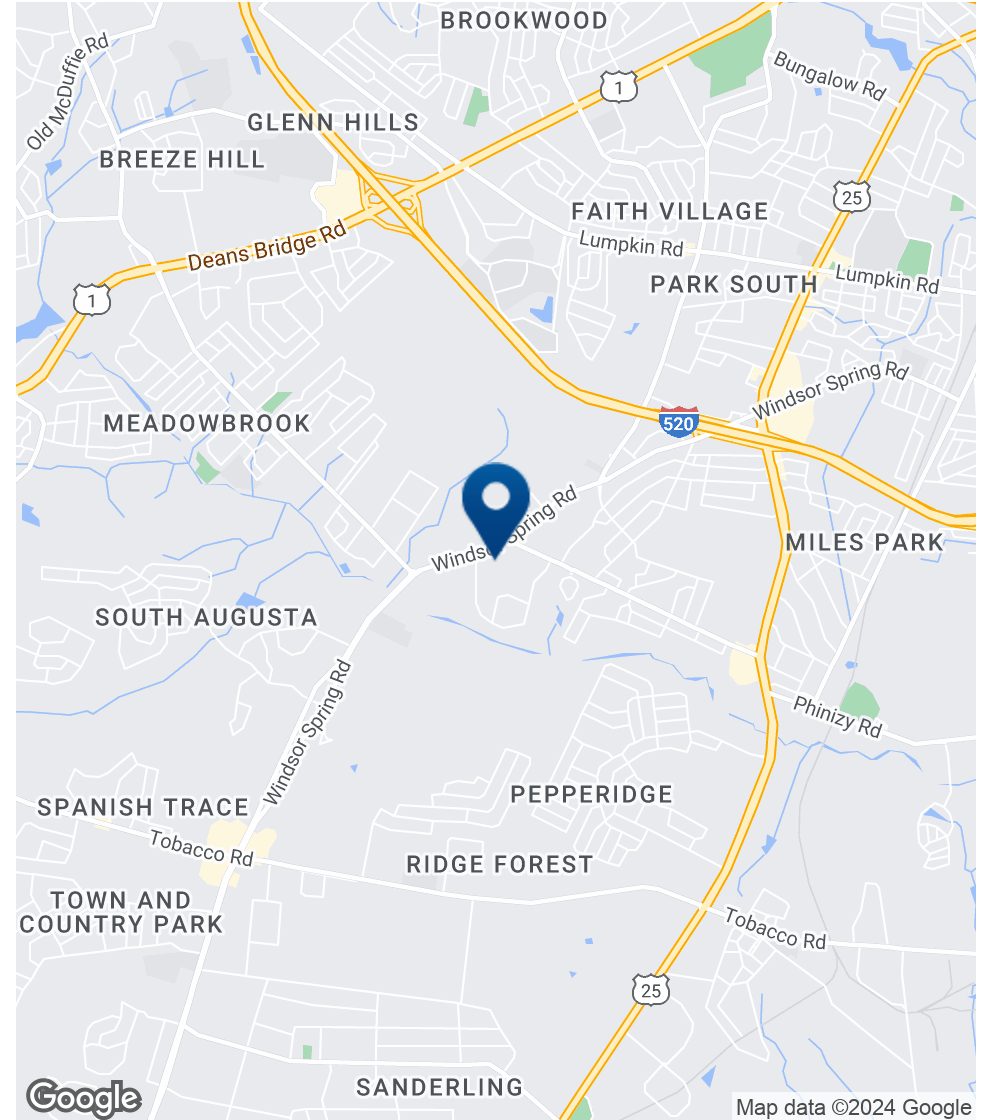 BROOKWOOD
Old McDuffie Rd
Bungalow Rd
1
GLENN HILLS
BREEZE HILL
25
FAITH VILLAGE
Lumpkin Rd
Deans Bridge Rd
Lumpkin Rd
PARK SOUTH
1
Windsor Spring Rd
MEADOWBROOK
520
Windsor Spring Rd
MILES PARK
SOUTH AUGUSTA
Windsor Spring Rd
Phinizy Rd
PEPPERIDGE
SPANISH TRACE
Tobacco Rd
RIDGE FOREST
TOWN AND
COUNTRY PARK
Tobacco Rd
25
SANDERLING
Google
Map data ©2024 Google